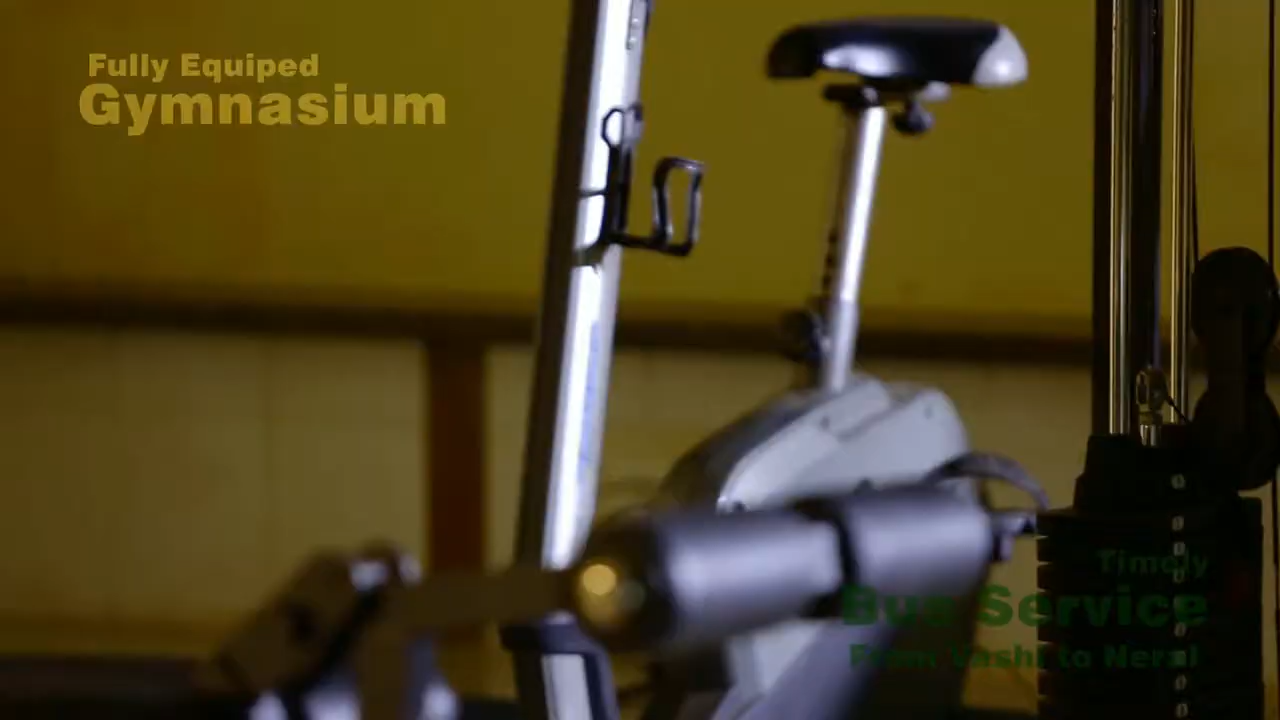 Fully Equiped
Gymnasium
Timely
Bus Service
From Vashi to Neral